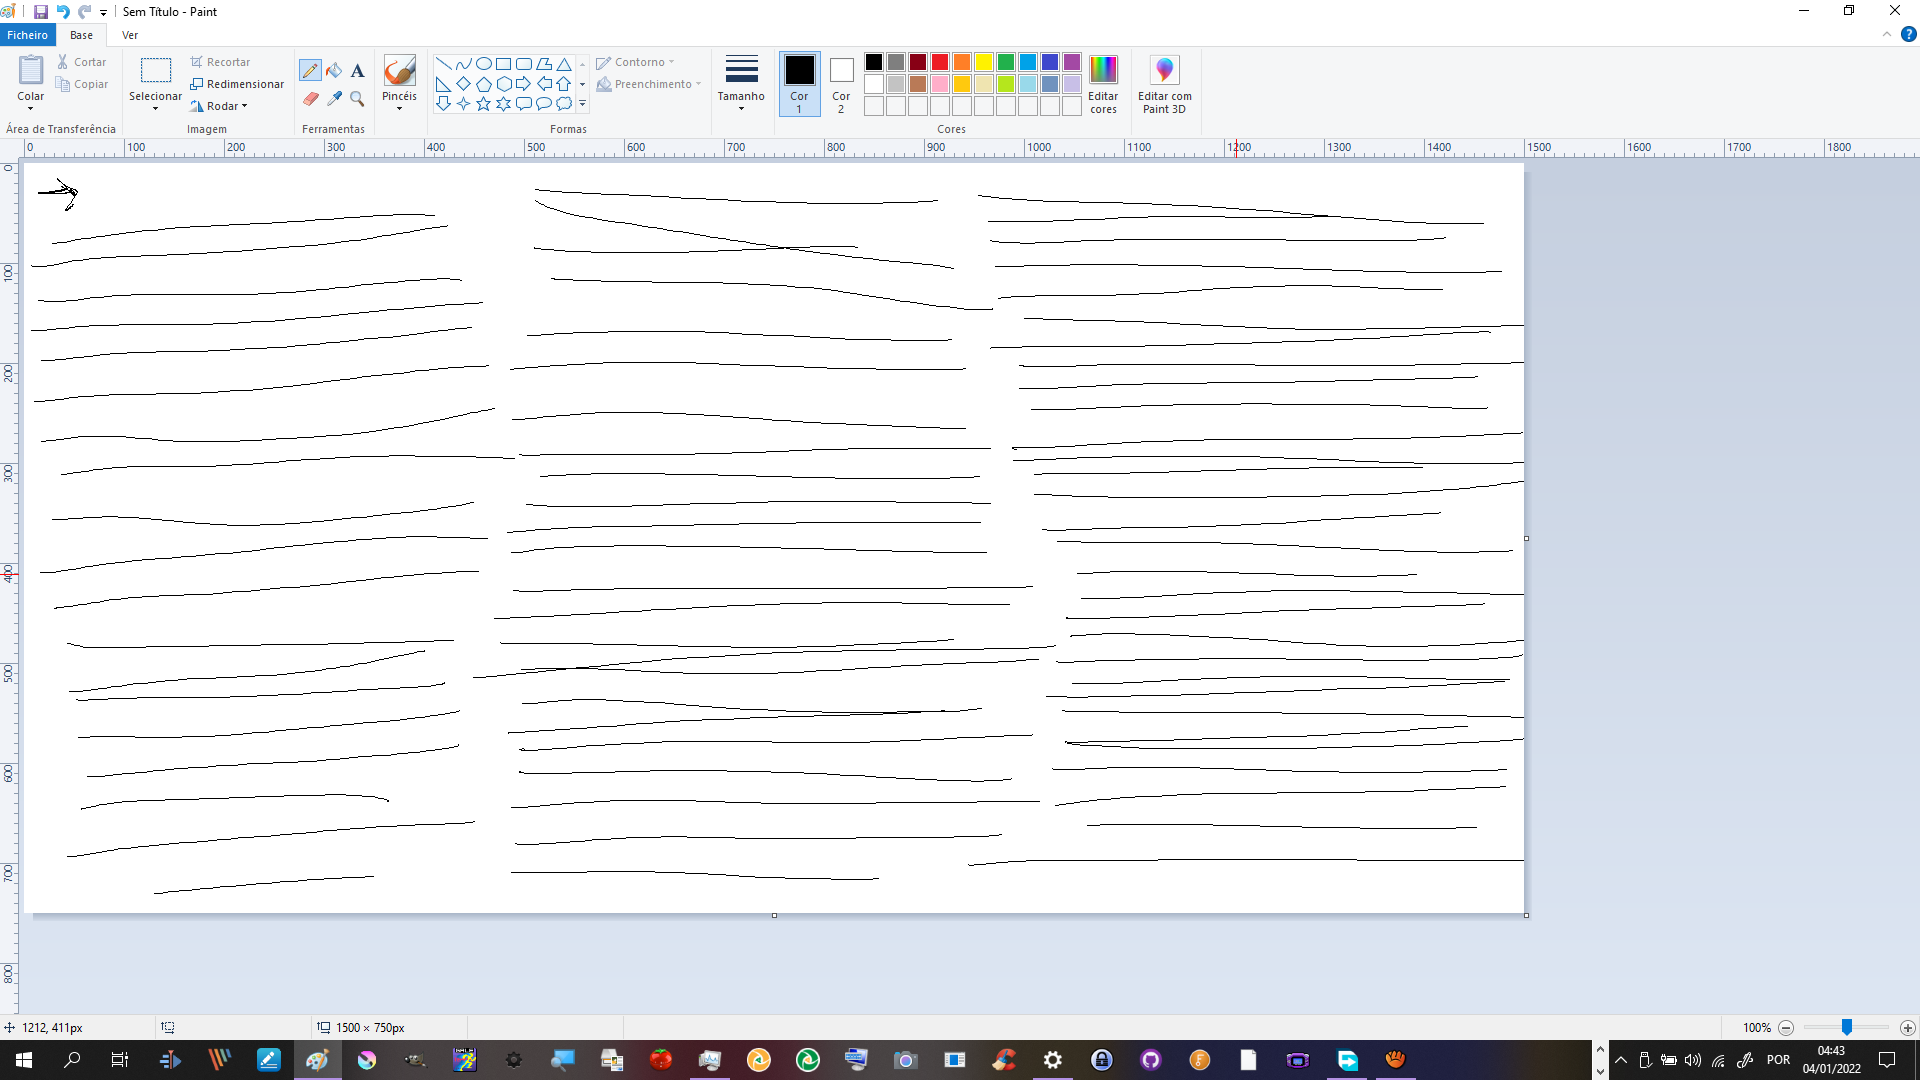 Sem Título - Paint
Ficheiro Base Ver
Colar
Cortar
Copiar
Área de Transferência
Selecionar
Recortar
Redimensionar
Rodar
Imagem
A
Ferramentas
Pincéis
Contorno
Preenchimento
Formas
Tamanho
Cor 1
Cor 2
Editar cores
Cores
Editar com Paint 3D
0 100 200 300 400 500 600 700 800 900 1000 1100 1200 1300 1400 1500 1600 1700 1800
0
100
200
300
400
500
600
700
800
1212, 411px
1500 × 750px
100%
POR
04:43
04/01/2022